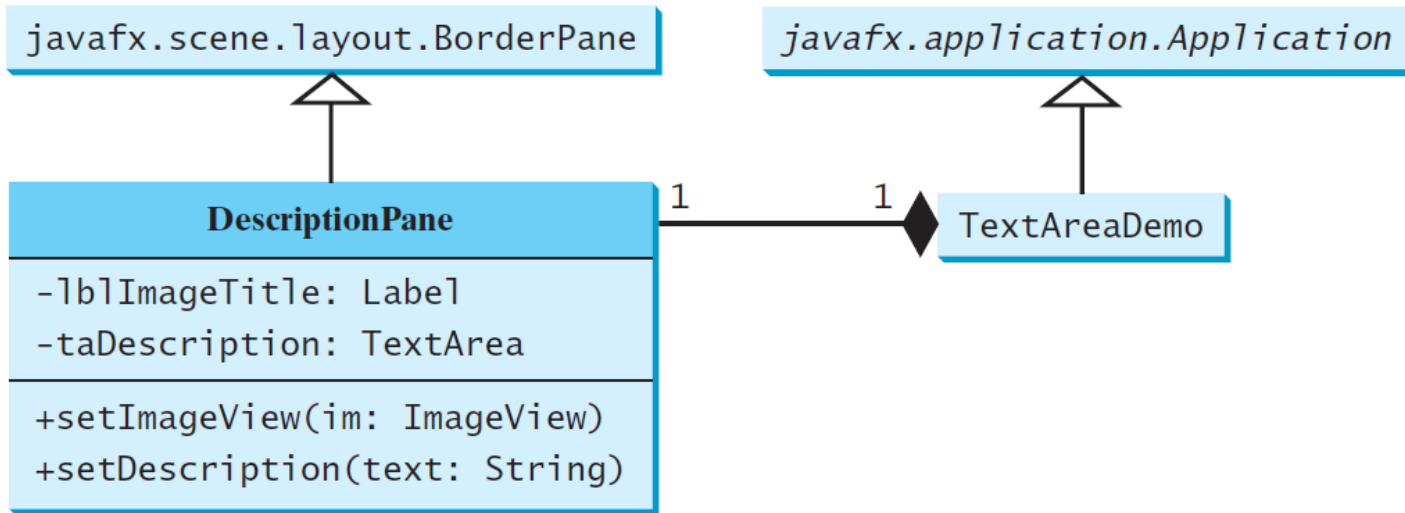 javafx.scene.layout.BorderPane
javafx.application.Application
DescriptionPane
1
1
TextAreaDemo
-lblImageTitle: Label
-taDescription: TextArea
+setImageView(im: ImageView)
+setDescription(text: String)